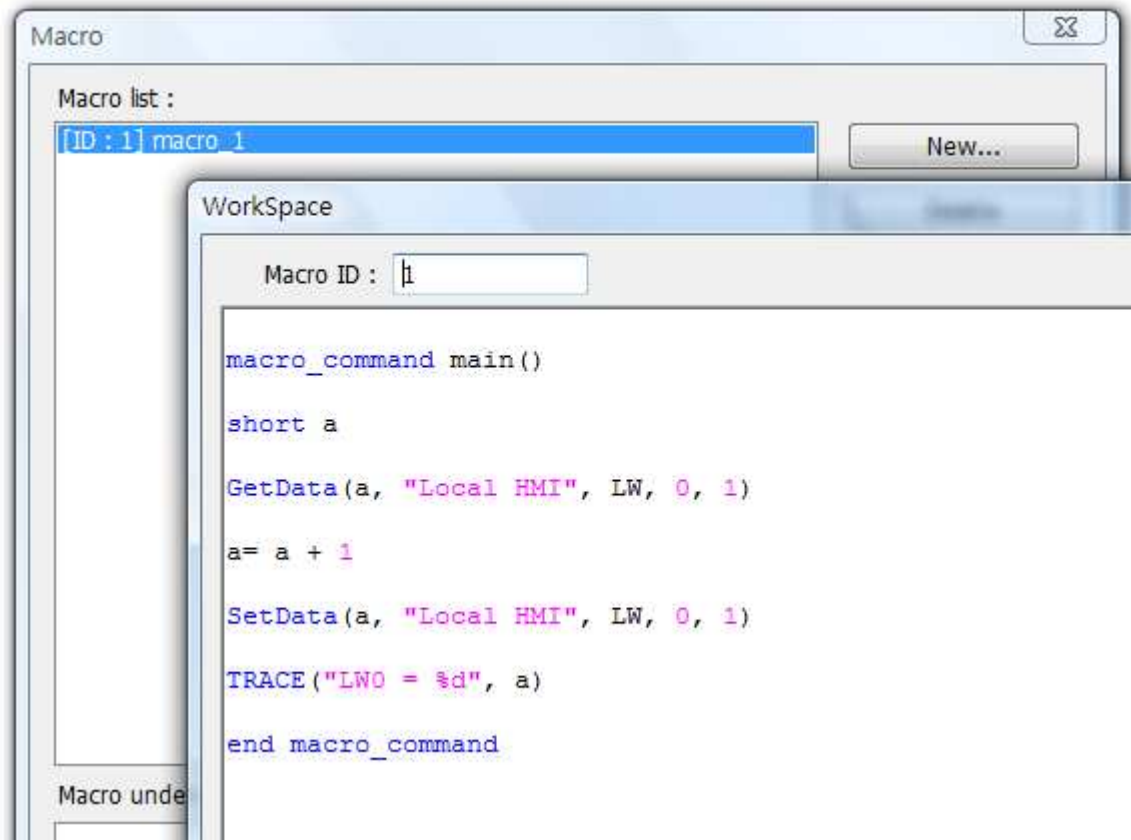 Macro
Macro list :
[ID : 1] macro_1
New...
WorkSpace
Macro ID : 1
macro_command main()
short a
GetData(a, "Local HMI", LW, 0, 1)
a= a + 1
SetData(a, "Local HMI", LW, 0, 1)
TRACE("LW0 = %d", a)
end macro_command
Macro unde